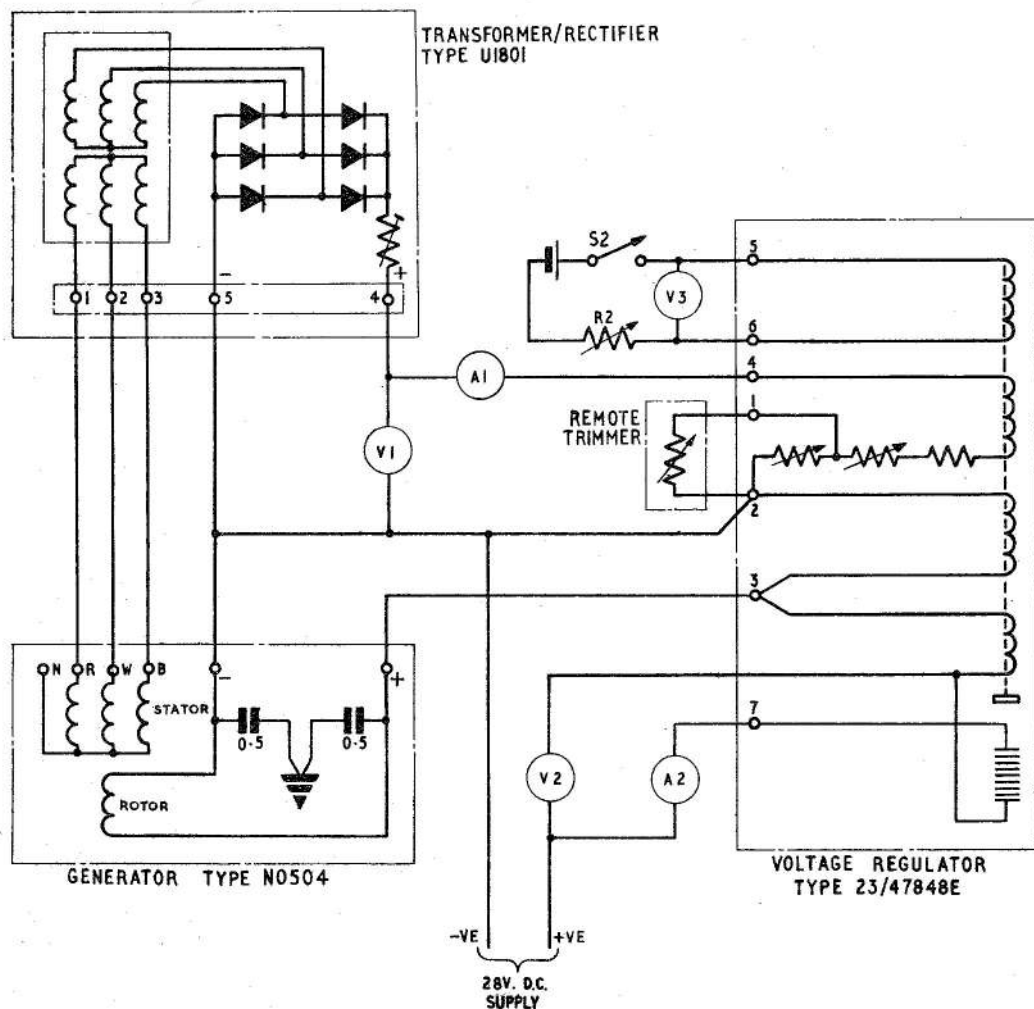 TRANSFORMER/RECTIFIER
TYPE U1801
-
+
1
2
3
5
4
S2
5
V3
R2
6
4
A1
1
REMOTE
TRIMMER
V1
2
3
N
R
W
B
-
+
STATOR
0·5
0·5
7
V2
A2
ROTOR
GENERATOR TYPE N0504
VOLTAGE REGULATOR
TYPE 23/47848E
-VE
+VE
28V. D.C.
SUPPLY